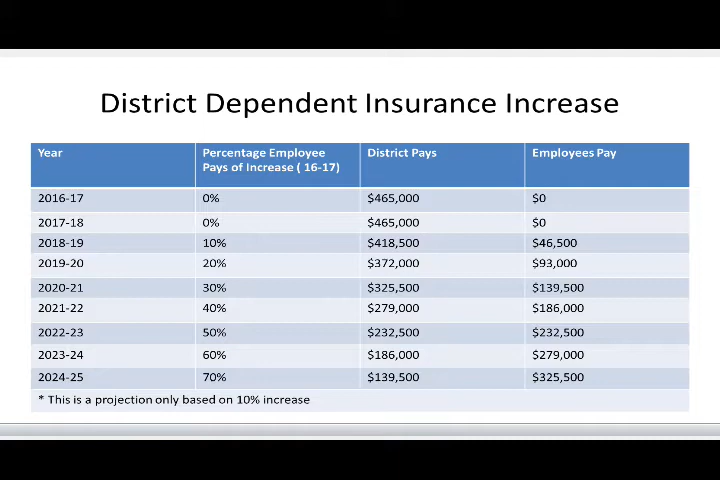 District Dependent Insurance Increase
Year Percentage Employee Pays of Increase ( 16-17) District Pays Employees Pay
2016-17 0% $465,000 $0
2017-18 0% $465,000 $0
2018-19 10% $418,500 $46,500
2019-20 20% $372,000 $93,000
2020-21 30% $325,500 $139,500
2021-22 40% $279,000 $186,000
2022-23 50% $232,500 $232,500
2023-24 60% $186,000 $279,000
2024-25 70% $139,500 $325,500
* This is a projection only based on 10% increase